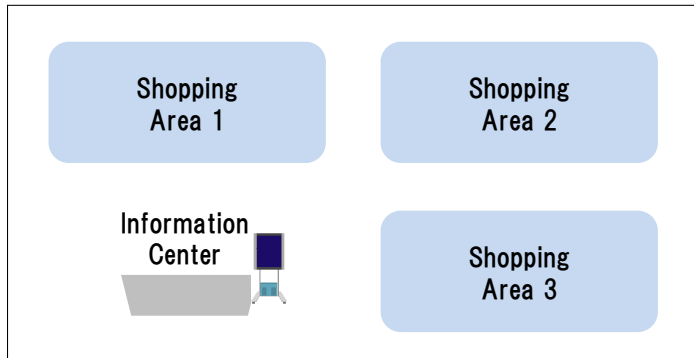 Shopping
Area 1
Shopping
Area 2
Information
Center
Shopping
Area 3